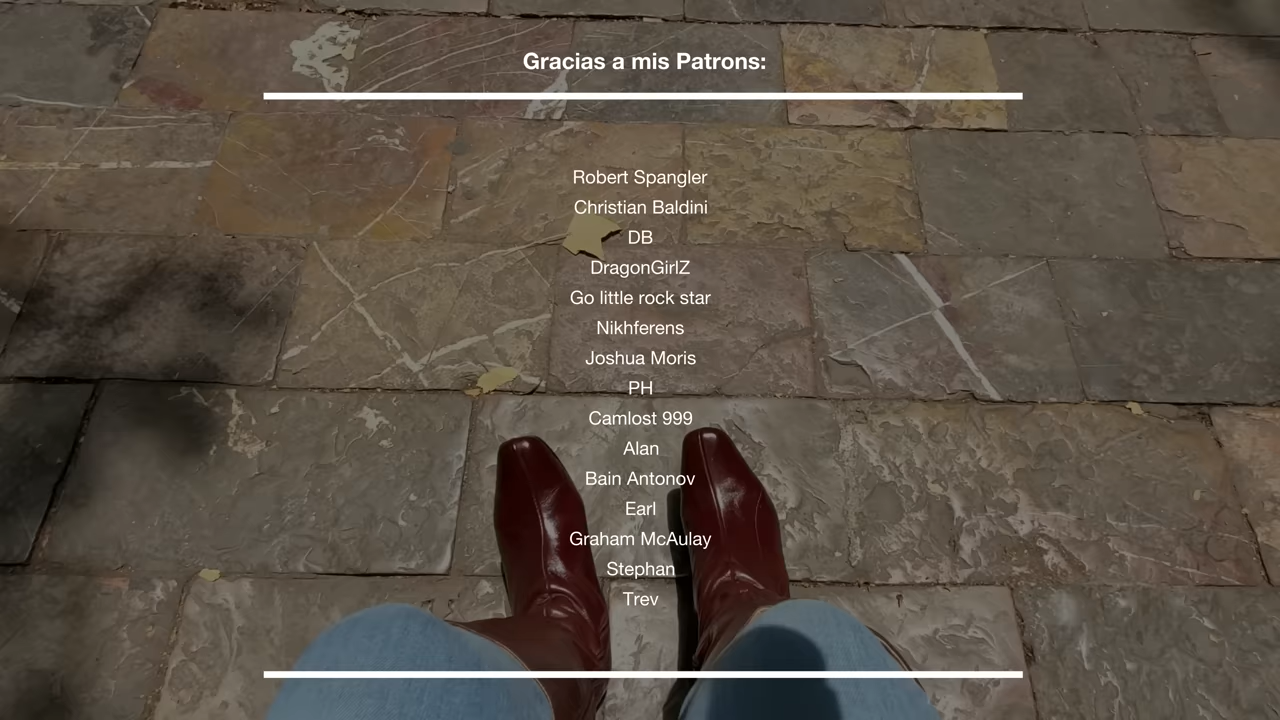 Gracias a mis Patrons:
Robert Spangler
Christian Baldini
DB
DragonGirlZ
Go little rock star
Nikhferens
Joshua Moris
PH
Camlost 999
Alan
Bain Antonov
Earl
Graham McAulay
Stephan
Trev